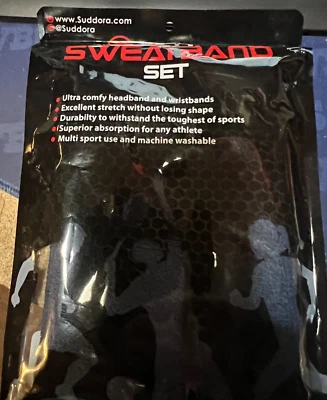 www.Suddora.com
@Suddora
SWEATBAND
SET
Ultra comfy headband and wristbands
Excellent stretch without losing shape
Durabilty to withstand the toughest of sports
Superior absorption for any athlete
Multi sport use and machine washable